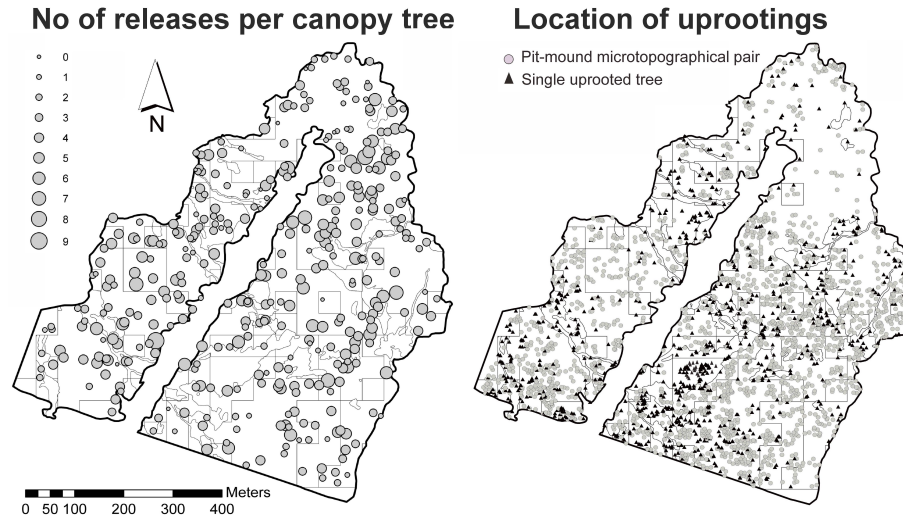 No of releases per canopy tree
0
1
2
3
4
5
6
7
8
9
N
Meters
0 50 100 200 300 400
Location of uprootings
Pit-mound microtopographical pair
Single uprooted tree